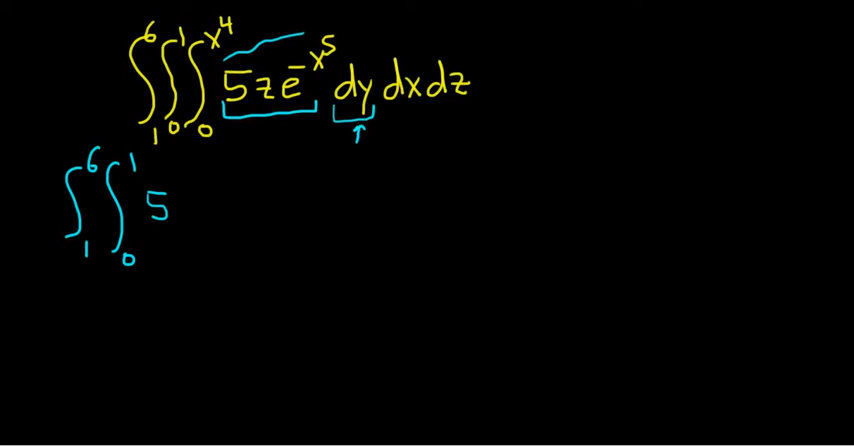 ∫₁⁶ ∫₀¹ ∫₀^{x⁴} 5ze^{-x⁵} dy dx dz
∫₁⁶ ∫₀¹ 5